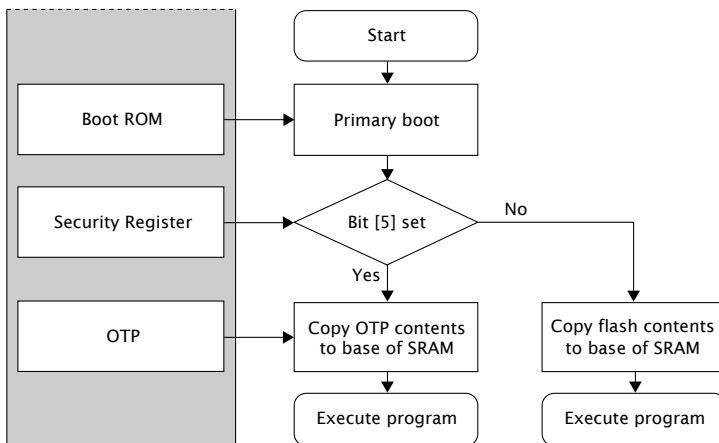 Start
Boot ROM
Primary boot
Security Register
Bit [5] set
No
Yes
OTP
Copy OTP contents
to base of SRAM
Copy flash contents
to base of SRAM
Execute program
Execute program